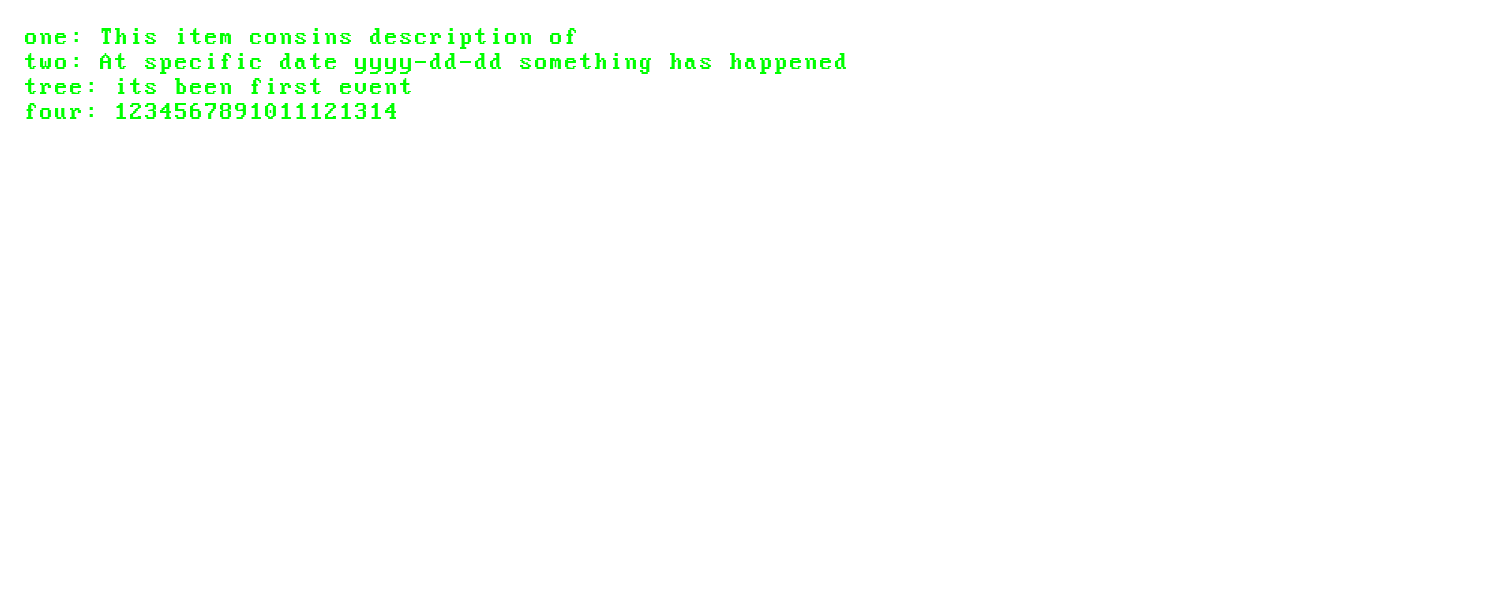 one: This item consins description of
two: At specific date yyyy-dd-dd something has happened
tree: its been first event
four: 1234567891011121314